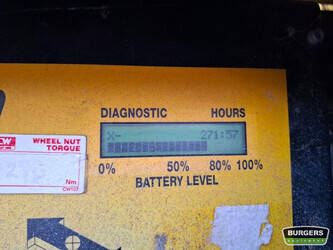 DIAGNOSTIC HOURS
X- 271:57
0% 50% 80% 100%
BATTERY LEVEL
WHEEL NUT
TORQUE
Nm
BURGERS